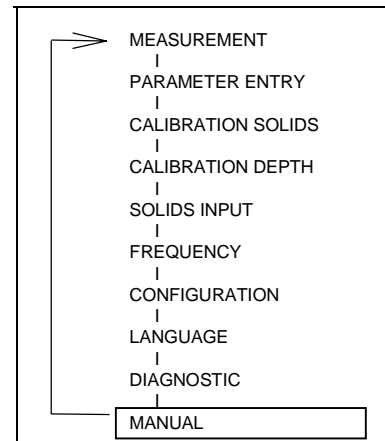 MEASUREMENT
PARAMETER ENTRY
CALIBRATION SOLIDS
CALIBRATION DEPTH
SOLIDS INPUT
FREQUENCY
CONFIGURATION
LANGUAGE
DIAGNOSTIC
MANUAL